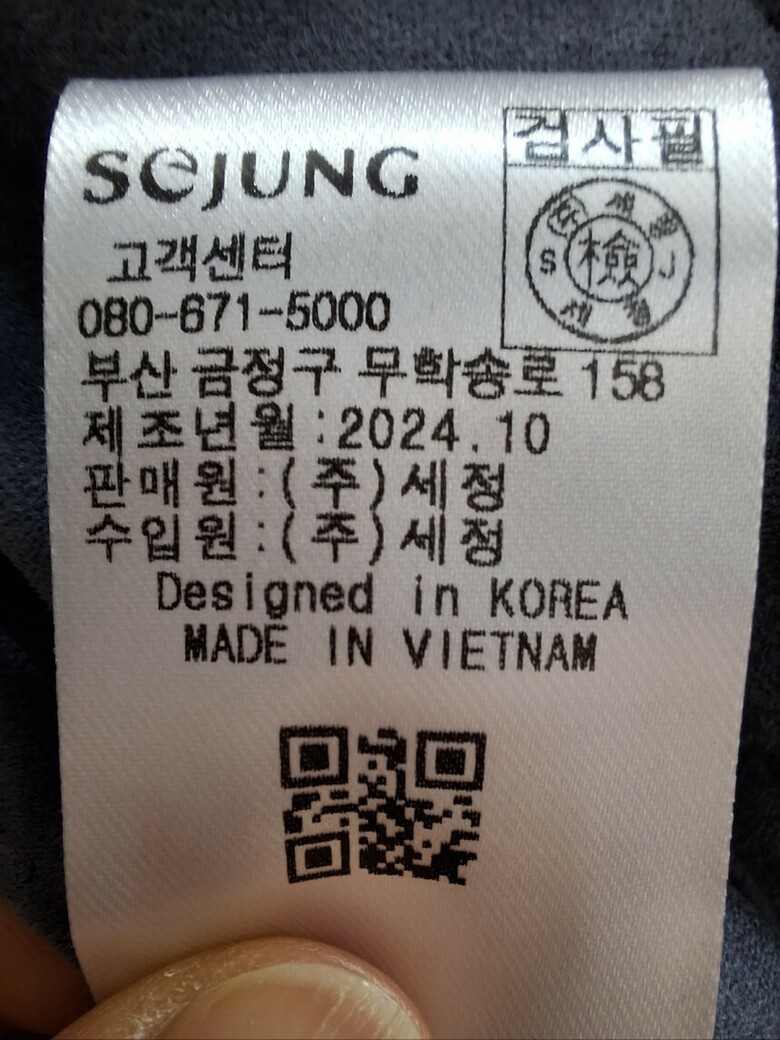 SEJUNG
검사필
檢
S J
고객센터
080-671-5000
부산 금정구 무학송로 158
제조년월:2024.10
판매원:(주)세정
수입원:(주)세정
Designed in KOREA
MADE IN VIETNAM